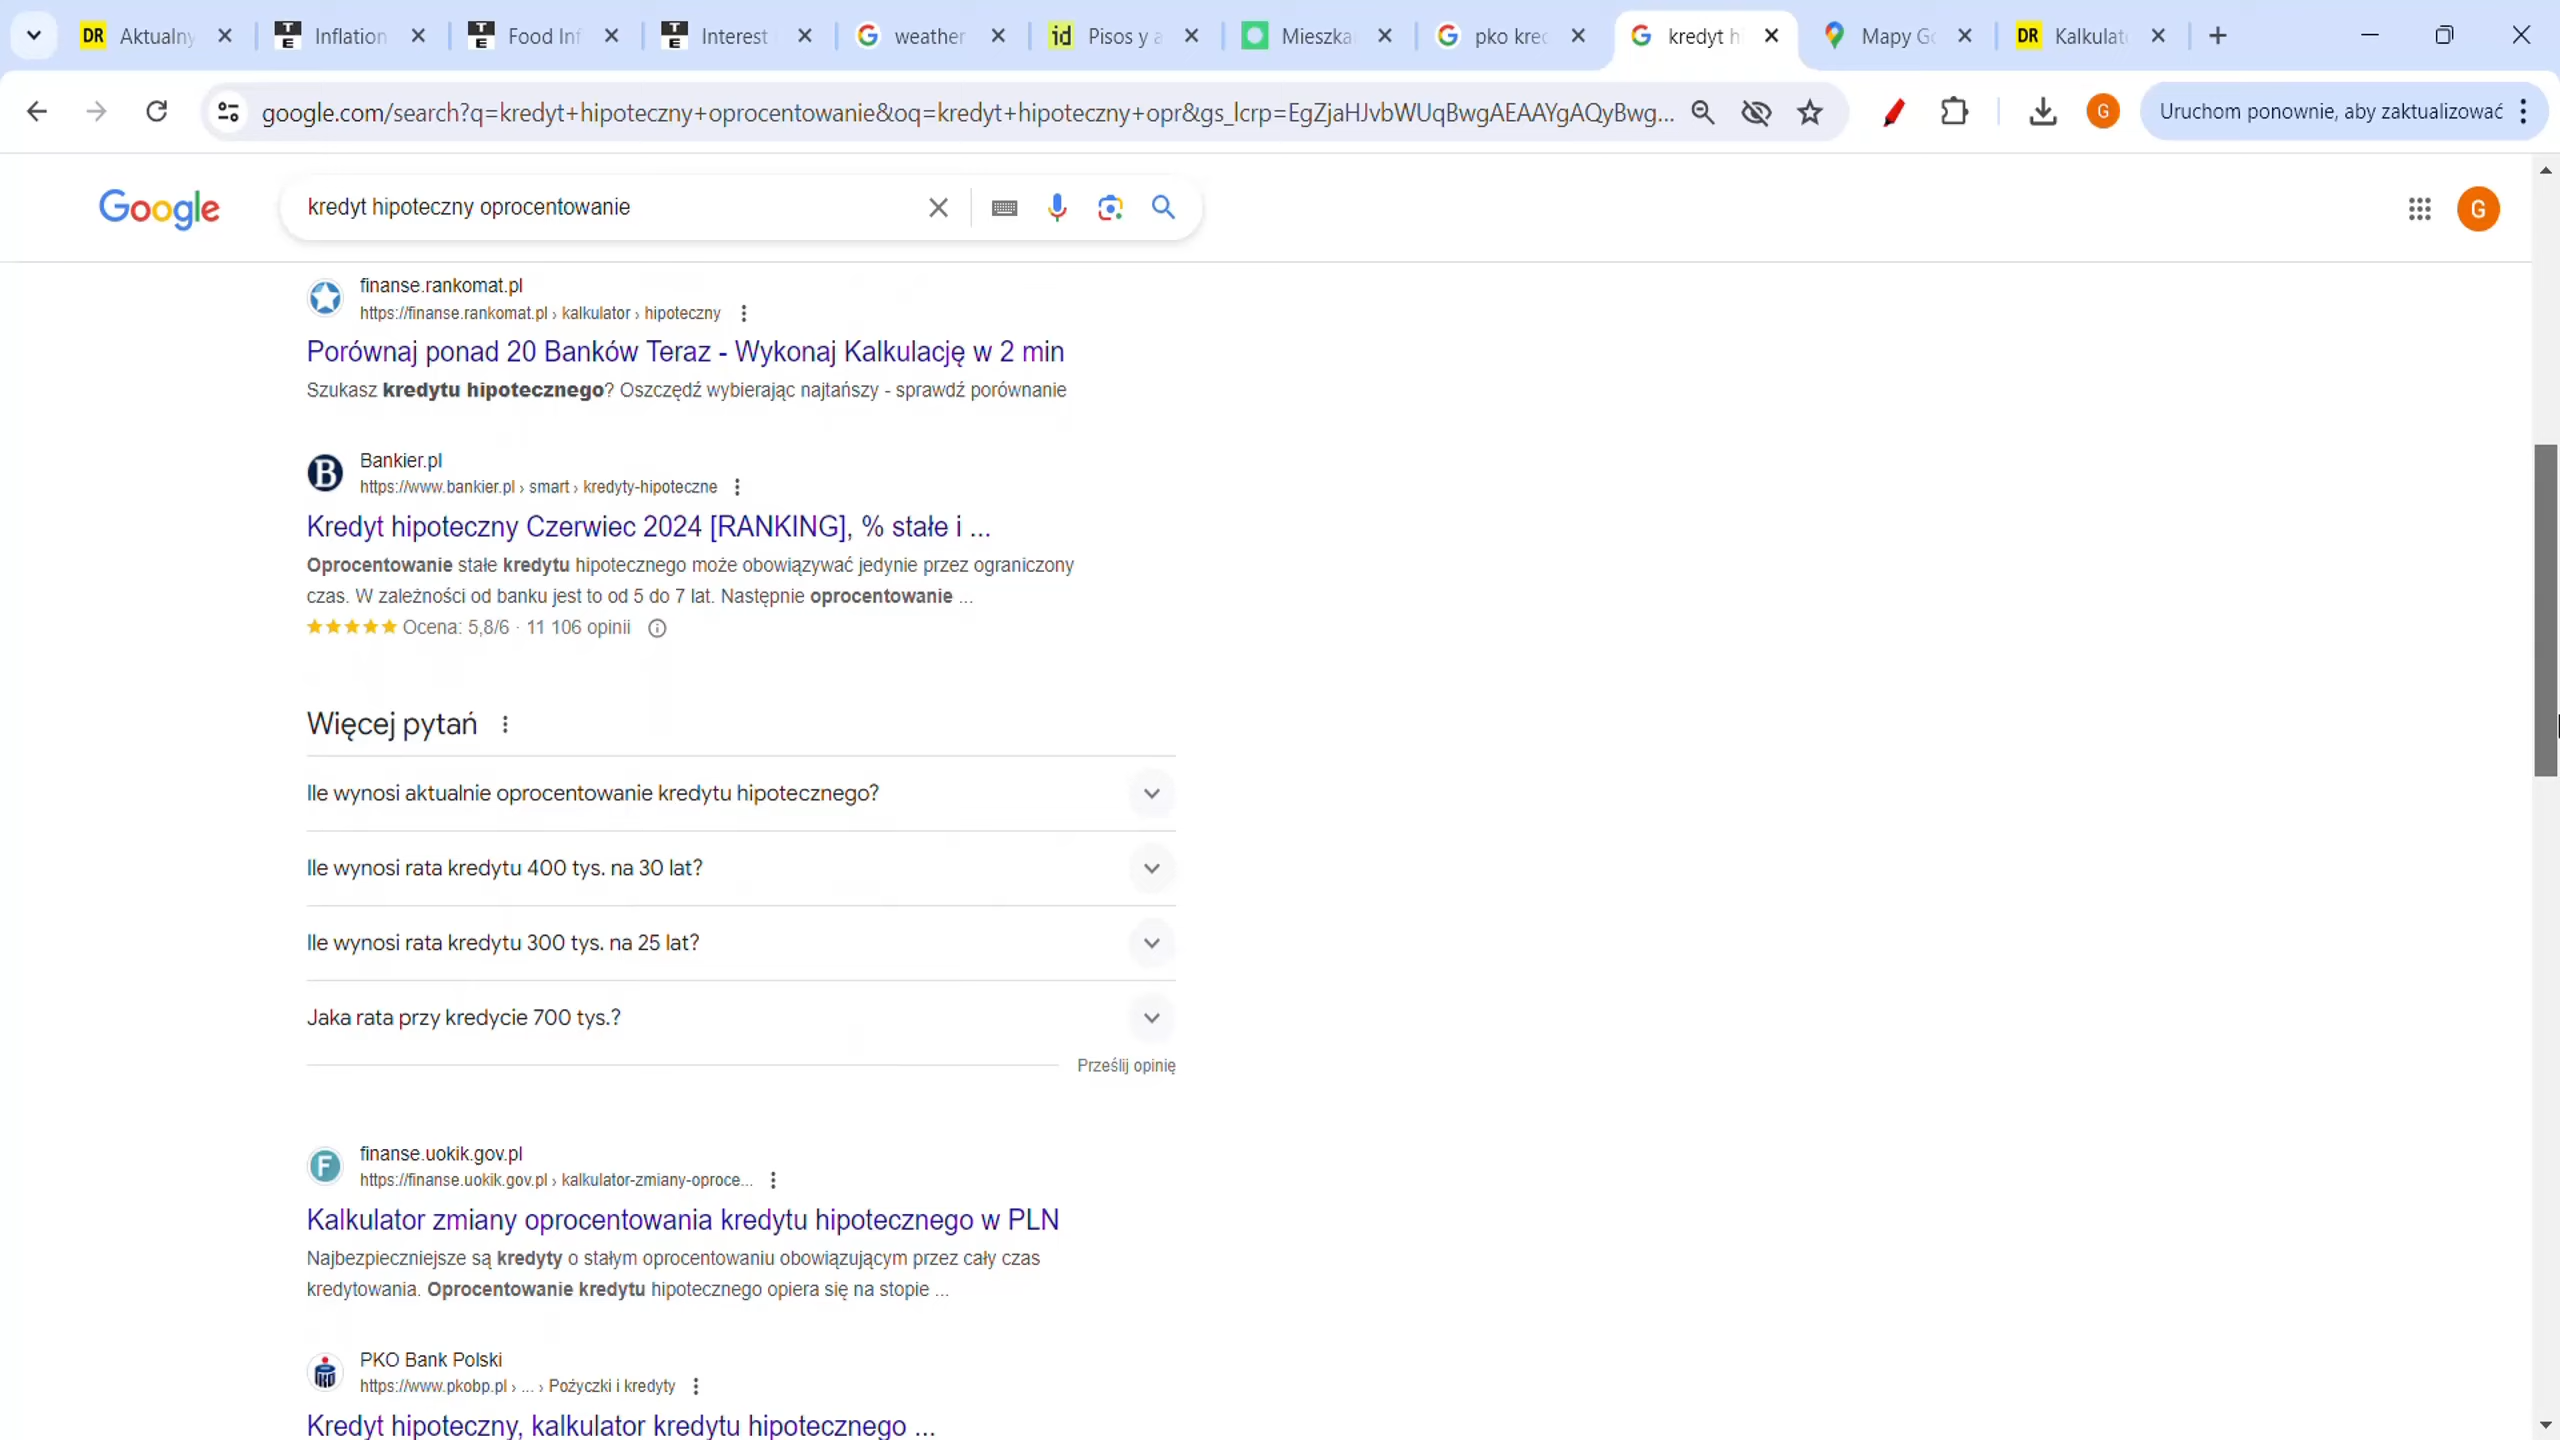 DR Aktualny
TE Inflation
TE Food Inf
TE Interest
weather
id Pisos y a
Mieszka
pko kred
kredyt h
Mapy Go
DR Kalkulat
google.com/search?q=kredyt+hipoteczny+oprocentowanie&oq=kredyt+hipoteczny+opr&gs_lcrp=EgZjaHJvbWUqBwgAEAAYgAQyBwg...
G
Uruchom ponownie, aby zaktualizować
Google
kredyt hipoteczny oprocentowanie
G
finanse.rankomat.pl
https://finanse.rankomat.pl › kalkulator › hipoteczny
Porównaj ponad 20 Banków Teraz - Wykonaj Kalkulację w 2 min
Szukasz kredytu hipotecznego? Oszczędź wybierając najtańszy - sprawdź porównanie
B
Bankier.pl
https://www.bankier.pl › smart › kredyty-hipoteczne
Kredyt hipoteczny Czerwiec 2024 [RANKING], % stałe i ...
Oprocentowanie stałe kredytu hipotecznego może obowiązywać jedynie przez ograniczony
czas. W zależności od banku jest to od 5 do 7 lat. Następnie oprocentowanie ...
Ocena: 5,8/6 · 11 106 opinii
Więcej pytań
Ile wynosi aktualnie oprocentowanie kredytu hipotecznego?
Ile wynosi rata kredytu 400 tys. na 30 lat?
Ile wynosi rata kredytu 300 tys. na 25 lat?
Jaka rata przy kredycie 700 tys.?
Prześlij opinię
F
finanse.uokik.gov.pl
https://finanse.uokik.gov.pl › kalkulator-zmiany-oproce...
Kalkulator zmiany oprocentowania kredytu hipotecznego w PLN
Najbezpieczniejsze są kredyty o stałym oprocentowaniu obowiązującym przez cały czas
kredytowania. Oprocentowanie kredytu hipotecznego opiera się na stopie ...
PKO Bank Polski
https://www.pkobp.pl › ... › Pożyczki i kredyty
Kredyt hipoteczny, kalkulator kredytu hipotecznego ...